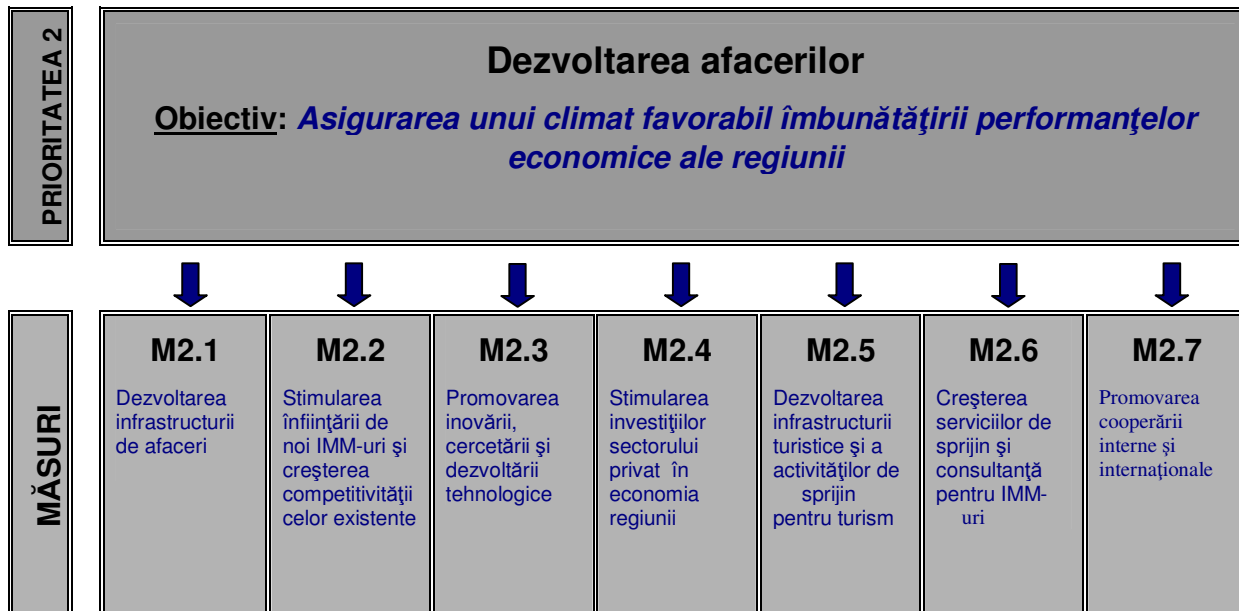 PRIORITATEA 2
Dezvoltarea afacerilor
Obiectiv: Asigurarea unui climat favorabil îmbunătăţirii performanţelor
economice ale regiunii
MĂSURI
M2.1
Dezvoltarea
infrastructurii
de afaceri
M2.2
Stimularea
înfiinţării de
noi IMM-uri şi
creşterea
competitivităţii
celor existente
M2.3
Promovarea
inovării,
cercetării şi
dezvoltării
tehnologice
M2.4
Stimularea
investiţiilor
sectorului
privat în
economia
regiunii
M2.5
Dezvoltarea
infrastructurii
turistice şi a
activităţilor de
sprijin
pentru turism
M2.6
Creşterea
serviciilor de
sprijin şi
consultanţă
pentru IMM-
uri
M2.7
Promovarea
cooperării
interne şi
internaţionale